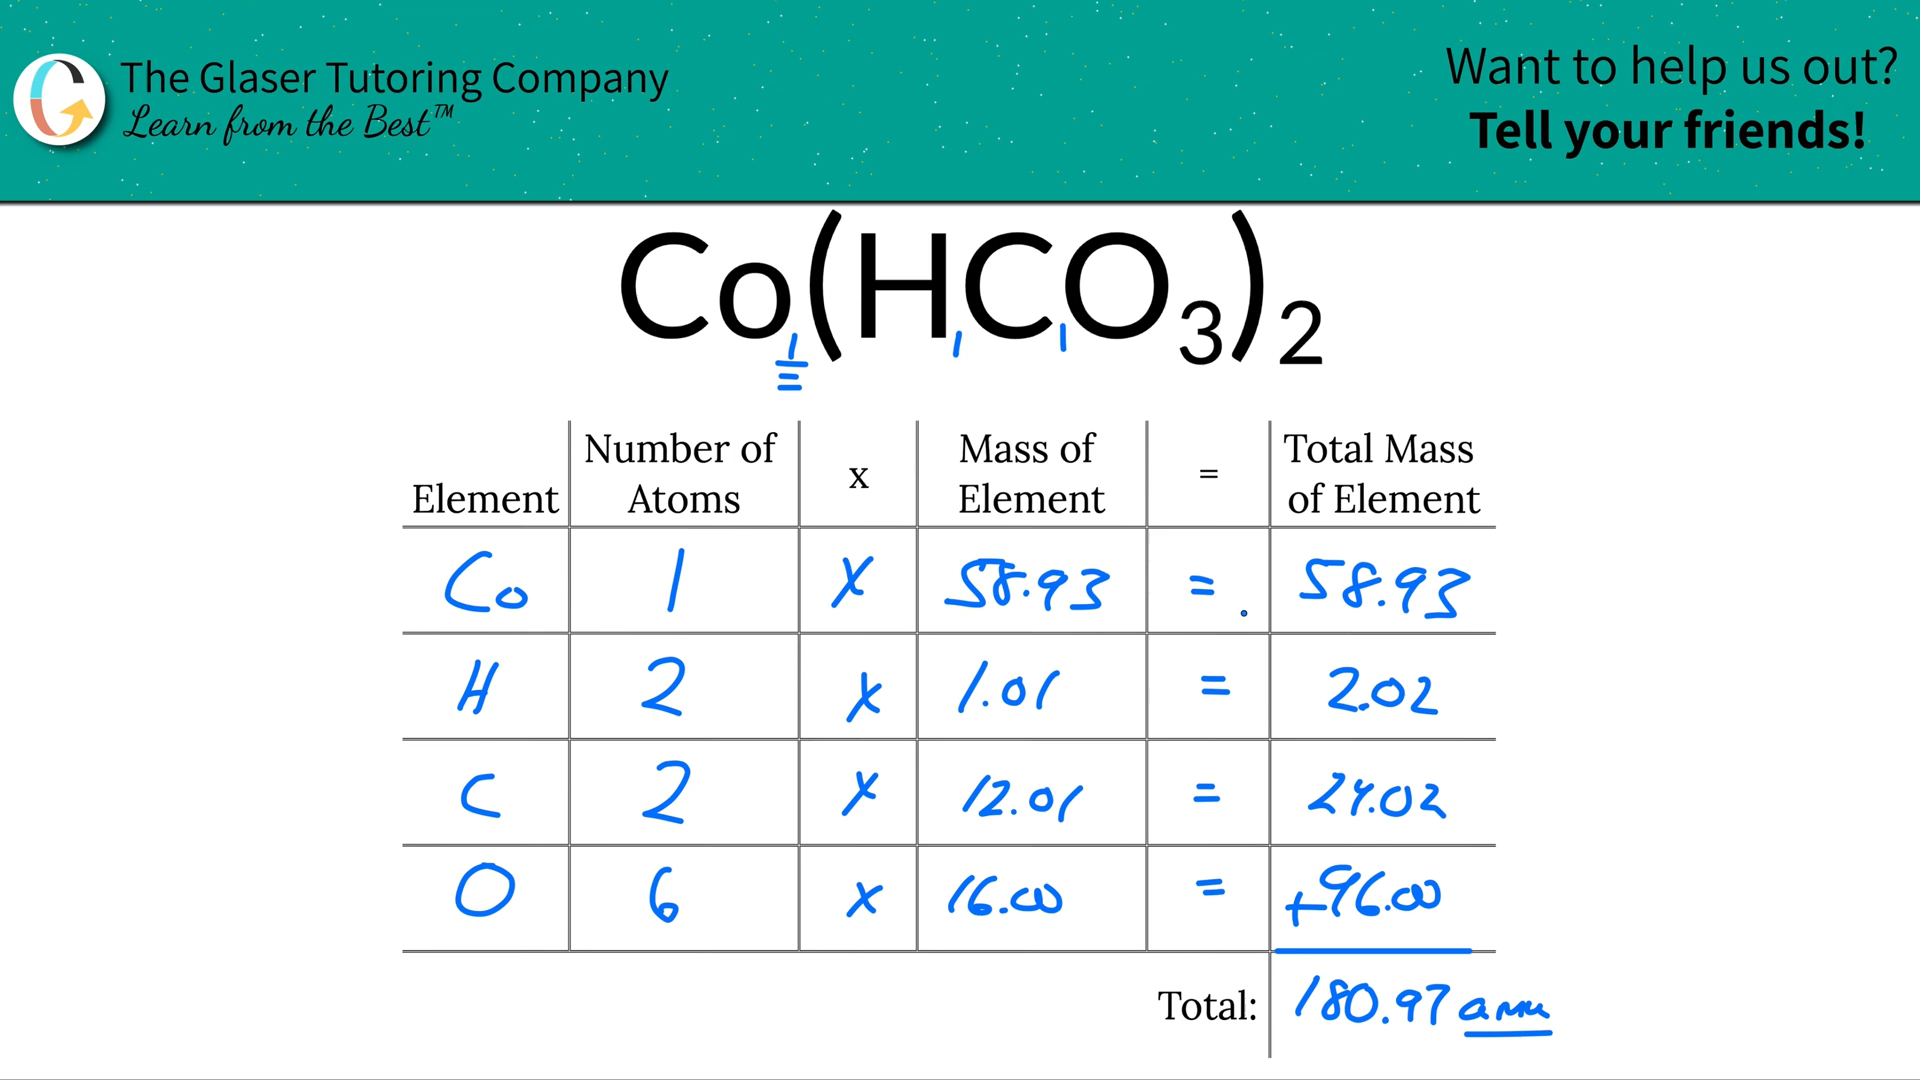 The Glaser Tutoring Company
Learn from the Best™
Want to help us out?
Tell your friends!
Co(HCO3)2
1 1 1
Element Number of Atoms x Mass of Element = Total Mass of Element
Co 1 x 58.93 = 58.93
H 2 x 1.01 = 2.02
C 2 x 12.01 = 24.02
O 6 x 16.00 = +96.00
Total: 180.97 amu